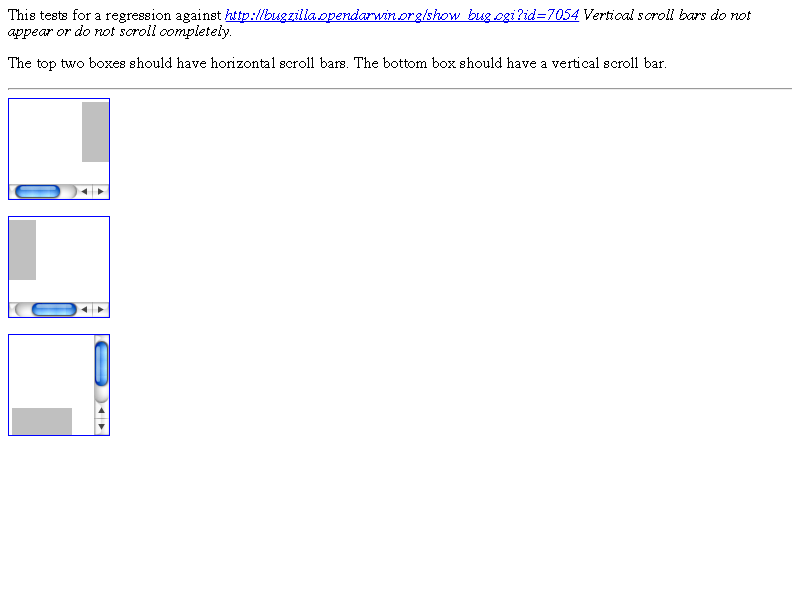 This tests for a regression against http://bugzilla.opendarwin.org/show_bug.cgi?id=7054 Vertical scroll bars do not
appear or do not scroll completely.
The top two boxes should have horizontal scroll bars. The bottom box should have a vertical scroll bar.